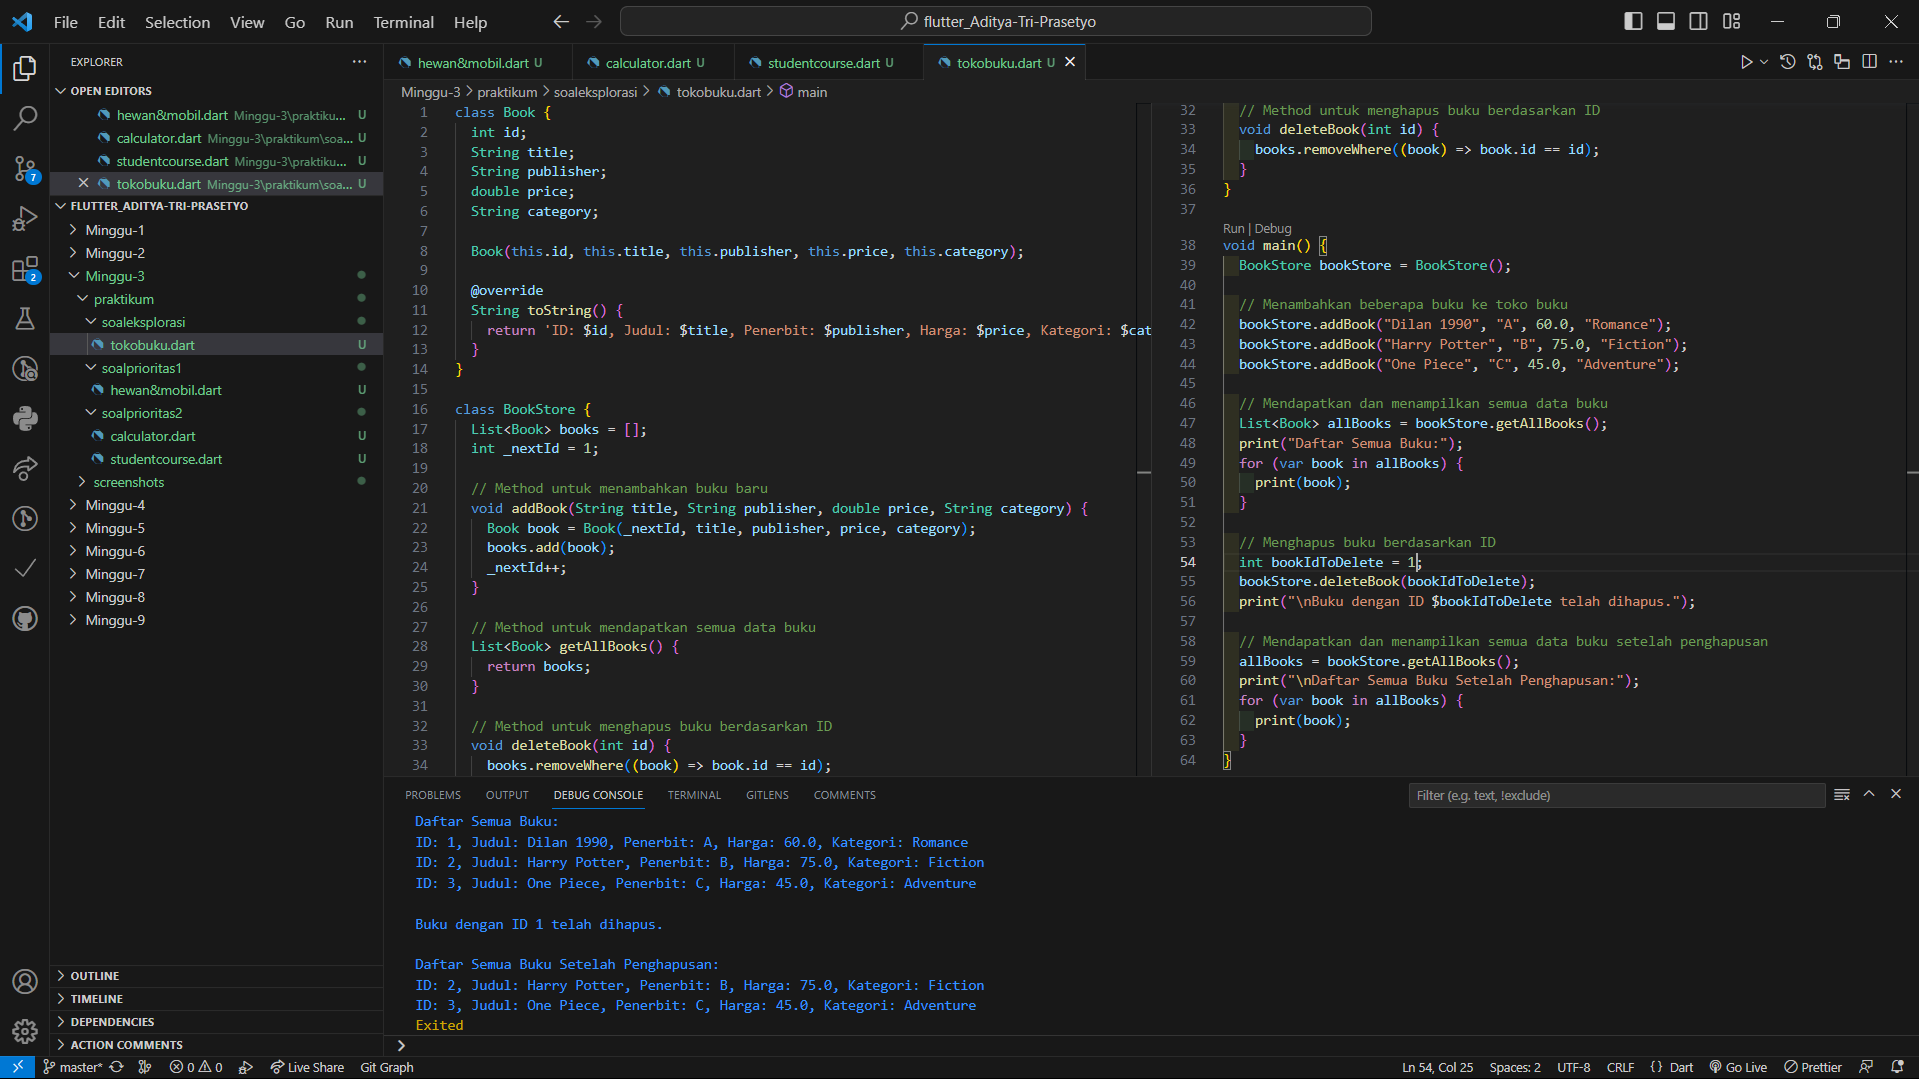 File Edit Selection View Go Run Terminal Help
flutter_Aditya-Tri-Prasetyo
EXPLORER
OPEN EDITORS
hewan&mobil.dart Minggu-3\praktiku... U
calculator.dart Minggu-3\praktikum\soa... U
studentcourse.dart Minggu-3\praktiku... U
tokobuku.dart Minggu-3\praktikum\soa... U
FLUTTER_ADITYA-TRI-PRASETYO
Minggu-1
Minggu-2
Minggu-3
praktikum
soaleksplorasi
tokobuku.dart U
soalprioritas1
hewan&mobil.dart U
soalprioritas2
calculator.dart U
studentcourse.dart U
screenshots
Minggu-4
Minggu-5
Minggu-6
Minggu-7
Minggu-8
Minggu-9
OUTLINE
TIMELINE
DEPENDENCIES
ACTION COMMENTS
7
2
hewan&mobil.dart U calculator.dart U studentcourse.dart U tokobuku.dart U
Minggu-3 > praktikum > soaleksplorasi > tokobuku.dart > main
1 class Book {
2 int id;
3 String title;
4 String publisher;
5 double price;
6 String category;
7
8 Book(this.id, this.title, this.publisher, this.price, this.category);
9
10 @override
11 String toString() {
12 return 'ID: $id, Judul: $title, Penerbit: $publisher, Harga: $price, Kategori: $cat
13 }
14 }
15
16 class BookStore {
17 List<Book> books = [];
18 int _nextId = 1;
19
20 // Method untuk menambahkan buku baru
21 void addBook(String title, String publisher, double price, String category) {
22 Book book = Book(_nextId, title, publisher, price, category);
23 books.add(book);
24 _nextId++;
25 }
26
27 // Method untuk mendapatkan semua data buku
28 List<Book> getAllBooks() {
29 return books;
30 }
31
32 // Method untuk menghapus buku berdasarkan ID
33 void deleteBook(int id) {
34 books.removeWhere((book) => book.id == id);
32 // Method untuk menghapus buku berdasarkan ID
33 void deleteBook(int id) {
34 books.removeWhere((book) => book.id == id);
35 }
36 }
37
Run | Debug
38 void main() {
39 BookStore bookStore = BookStore();
40
41 // Menambahkan beberapa buku ke toko buku
42 bookStore.addBook("Dilan 1990", "A", 60.0, "Romance");
43 bookStore.addBook("Harry Potter", "B", 75.0, "Fiction");
44 bookStore.addBook("One Piece", "C", 45.0, "Adventure");
45
46 // Mendapatkan dan menampilkan semua data buku
47 List<Book> allBooks = bookStore.getAllBooks();
48 print("Daftar Semua Buku:");
49 for (var book in allBooks) {
50 print(book);
51 }
52
53 // Menghapus buku berdasarkan ID
54 int bookIdToDelete = 1;
55 bookStore.deleteBook(bookIdToDelete);
56 print("\nBuku dengan ID $bookIdToDelete telah dihapus.");
57
58 // Mendapatkan dan menampilkan semua data buku setelah penghapusan
59 allBooks = bookStore.getAllBooks();
60 print("\nDaftar Semua Buku Setelah Penghapusan:");
61 for (var book in allBooks) {
62 print(book);
63 }
64 }
PROBLEMS OUTPUT DEBUG CONSOLE TERMINAL GITLENS COMMENTS
Filter (e.g. text, !exclude)
Daftar Semua Buku:
ID: 1, Judul: Dilan 1990, Penerbit: A, Harga: 60.0, Kategori: Romance
ID: 2, Judul: Harry Potter, Penerbit: B, Harga: 75.0, Kategori: Fiction
ID: 3, Judul: One Piece, Penerbit: C, Harga: 45.0, Kategori: Adventure

Buku dengan ID 1 telah dihapus.

Daftar Semua Buku Setelah Penghapusan:
ID: 2, Judul: Harry Potter, Penerbit: B, Harga: 75.0, Kategori: Fiction
ID: 3, Judul: One Piece, Penerbit: C, Harga: 45.0, Kategori: Adventure
Exited
master* 0 0 Live Share Git Graph Ln 54, Col 25 Spaces: 2 UTF-8 CRLF { } Dart Go Live Prettier